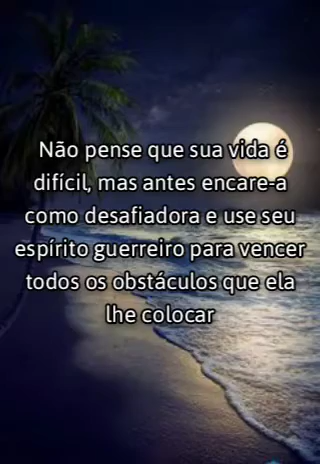 Não pense que sua vida é
difícil, mas antes encare-a
como desafiadora e use seu
espírito guerreiro para vencer
todos os obstáculos que ela
lhe colocar